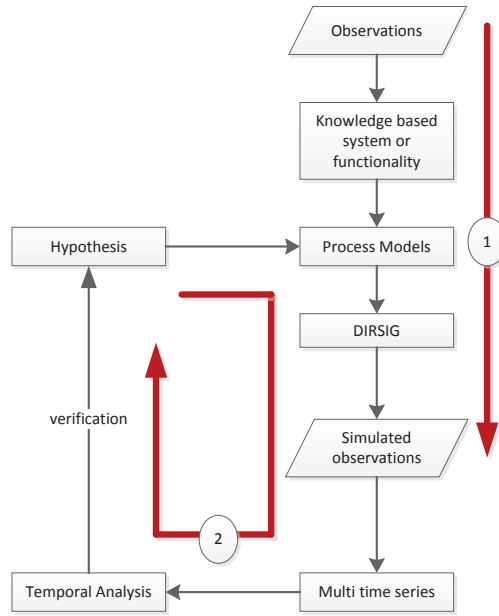 Observations
Knowledge based
system or
functionality
1
Hypothesis
Process Models
DIRSIG
verification
Simulated
observations
2
Temporal Analysis
Multi time series